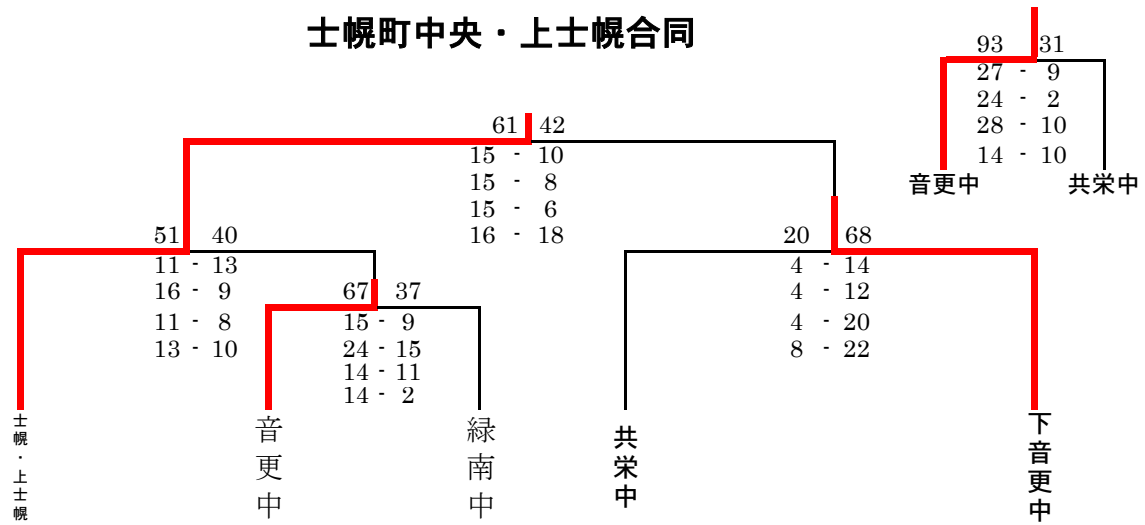 士幌町中央・上士幌合同
93 31
27 - 9
24 - 2
28 - 10
14 - 10
音更中 共栄中
61 42
15 - 10
15 - 8
15 - 6
16 - 18
51 40
11 - 13
16 - 9
11 - 8
13 - 10
67 37
15 - 9
24 - 15
14 - 11
14 - 2
20 68
4 - 14
4 - 12
4 - 20
8 - 22
士幌・上士幌
音更中
緑南中
共栄中
下音更中